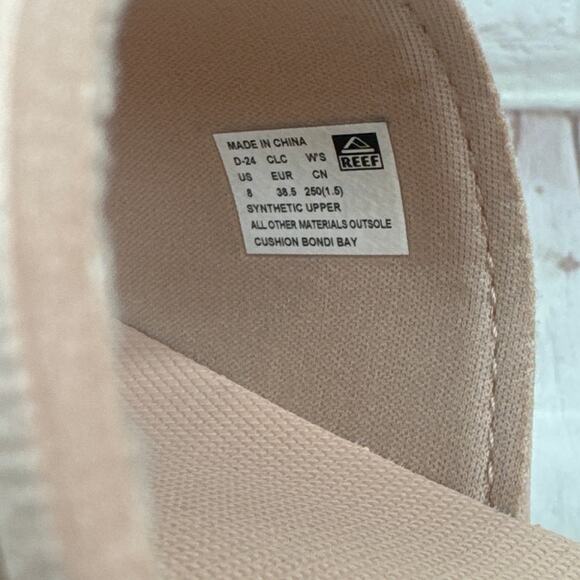 MADE IN CHINA
D-24 CLC W'S
REEF
US EUR CN
8 38.5 250(1.5)
SYNTHETIC UPPER
ALL OTHER MATERIALS OUTSOLE
CUSHION BONDI BAY